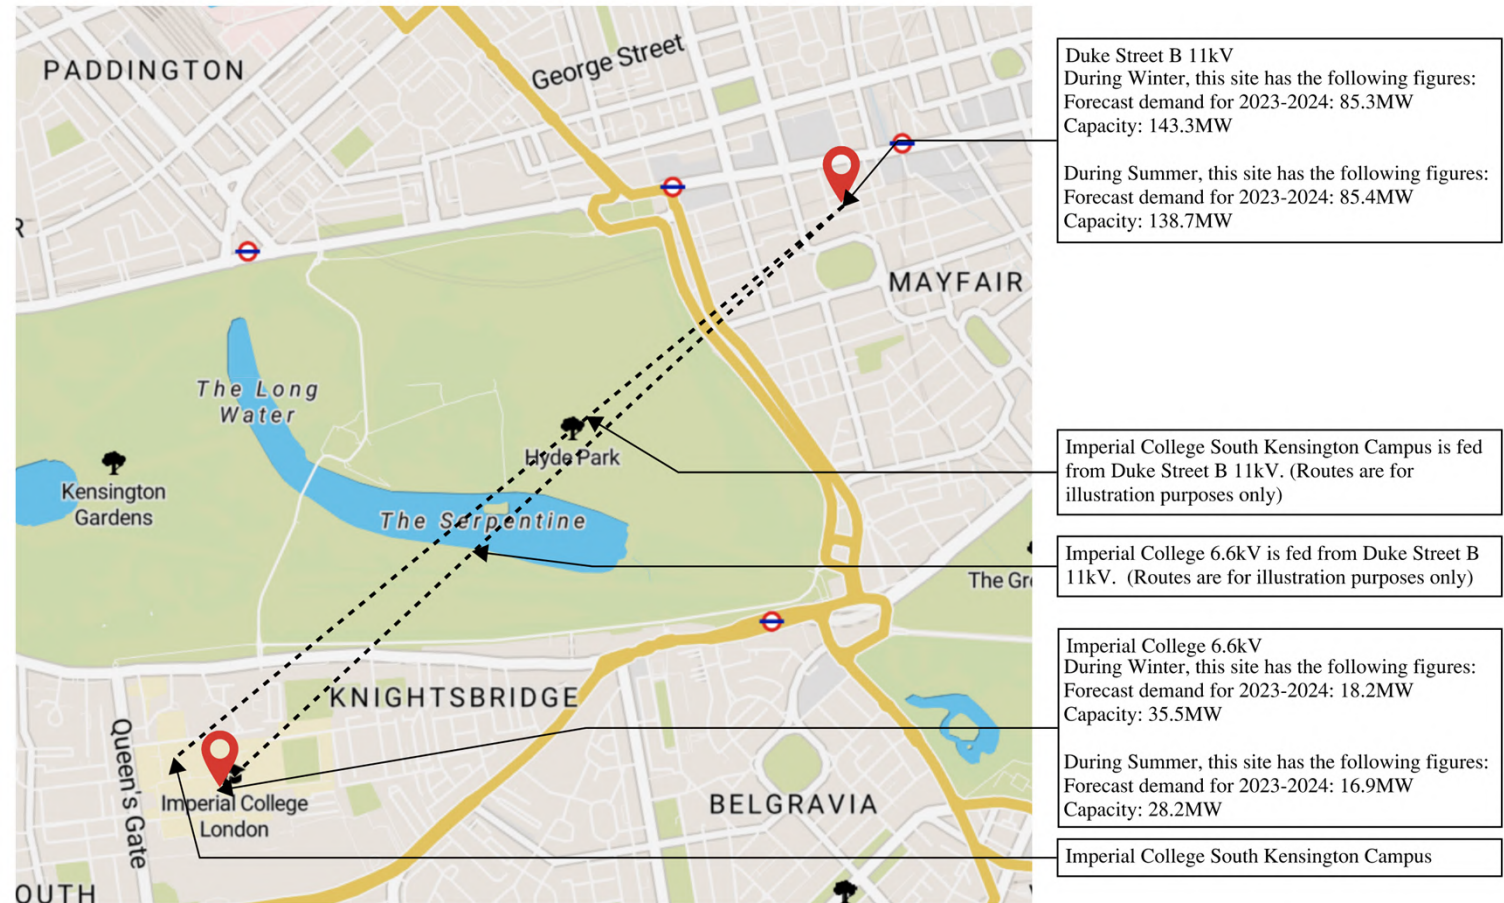 PADDINGTON
George Street
R
MAYFAIR
The Long
Water
Hyde Park
Kensington
Gardens
The Serpentine
The Gre
KNIGHTSBRIDGE
Queen's Gate
Imperial College
London
BELGRAVIA
OUTH
Duke Street B 11kV
During Winter, this site has the following figures:
Forecast demand for 2023-2024: 85.3MW
Capacity: 143.3MW
During Summer, this site has the following figures:
Forecast demand for 2023-2024: 85.4MW
Capacity: 138.7MW
Imperial College South Kensington Campus is fed
from Duke Street B 11kV. (Routes are for
illustration purposes only)
Imperial College 6.6kV is fed from Duke Street B
11kV. (Routes are for illustration purposes only)
Imperial College 6.6kV
During Winter, this site has the following figures:
Forecast demand for 2023-2024: 18.2MW
Capacity: 35.5MW
During Summer, this site has the following figures:
Forecast demand for 2023-2024: 16.9MW
Capacity: 28.2MW
Imperial College South Kensington Campus